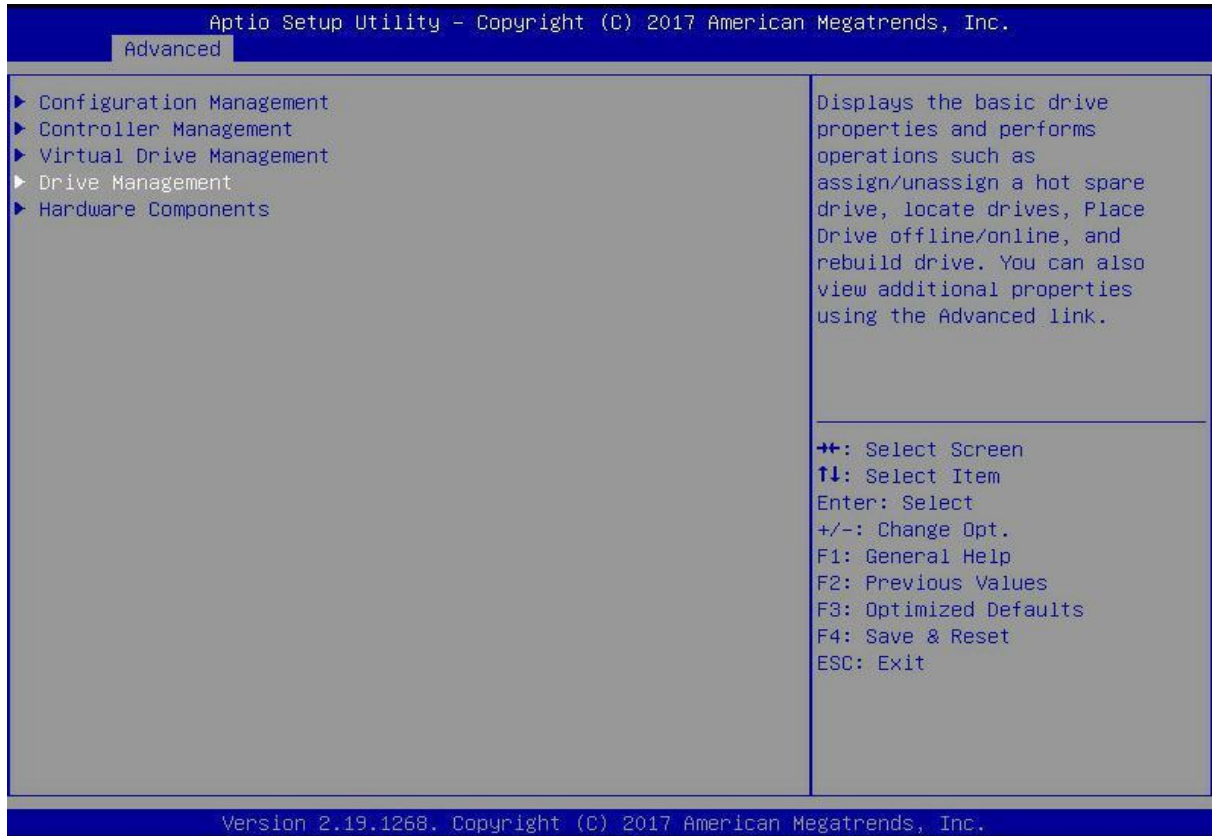 Aptio Setup Utility – Copyright (C) 2017 American Megatrends, Inc.
Advanced
▶ Configuration Management
▶ Controller Management
▶ Virtual Drive Management
▶ Drive Management
▶ Hardware Components
Displays the basic drive
properties and performs
operations such as
assign/unassign a hot spare
drive, locate drives, Place
Drive offline/online, and
rebuild drive. You can also
view additional properties
using the Advanced link.
→←: Select Screen
↑↓: Select Item
Enter: Select
+/-: Change Opt.
F1: General Help
F2: Previous Values
F3: Optimized Defaults
F4: Save & Reset
ESC: Exit
Version 2.19.1268. Copyright (C) 2017 American Megatrends, Inc.